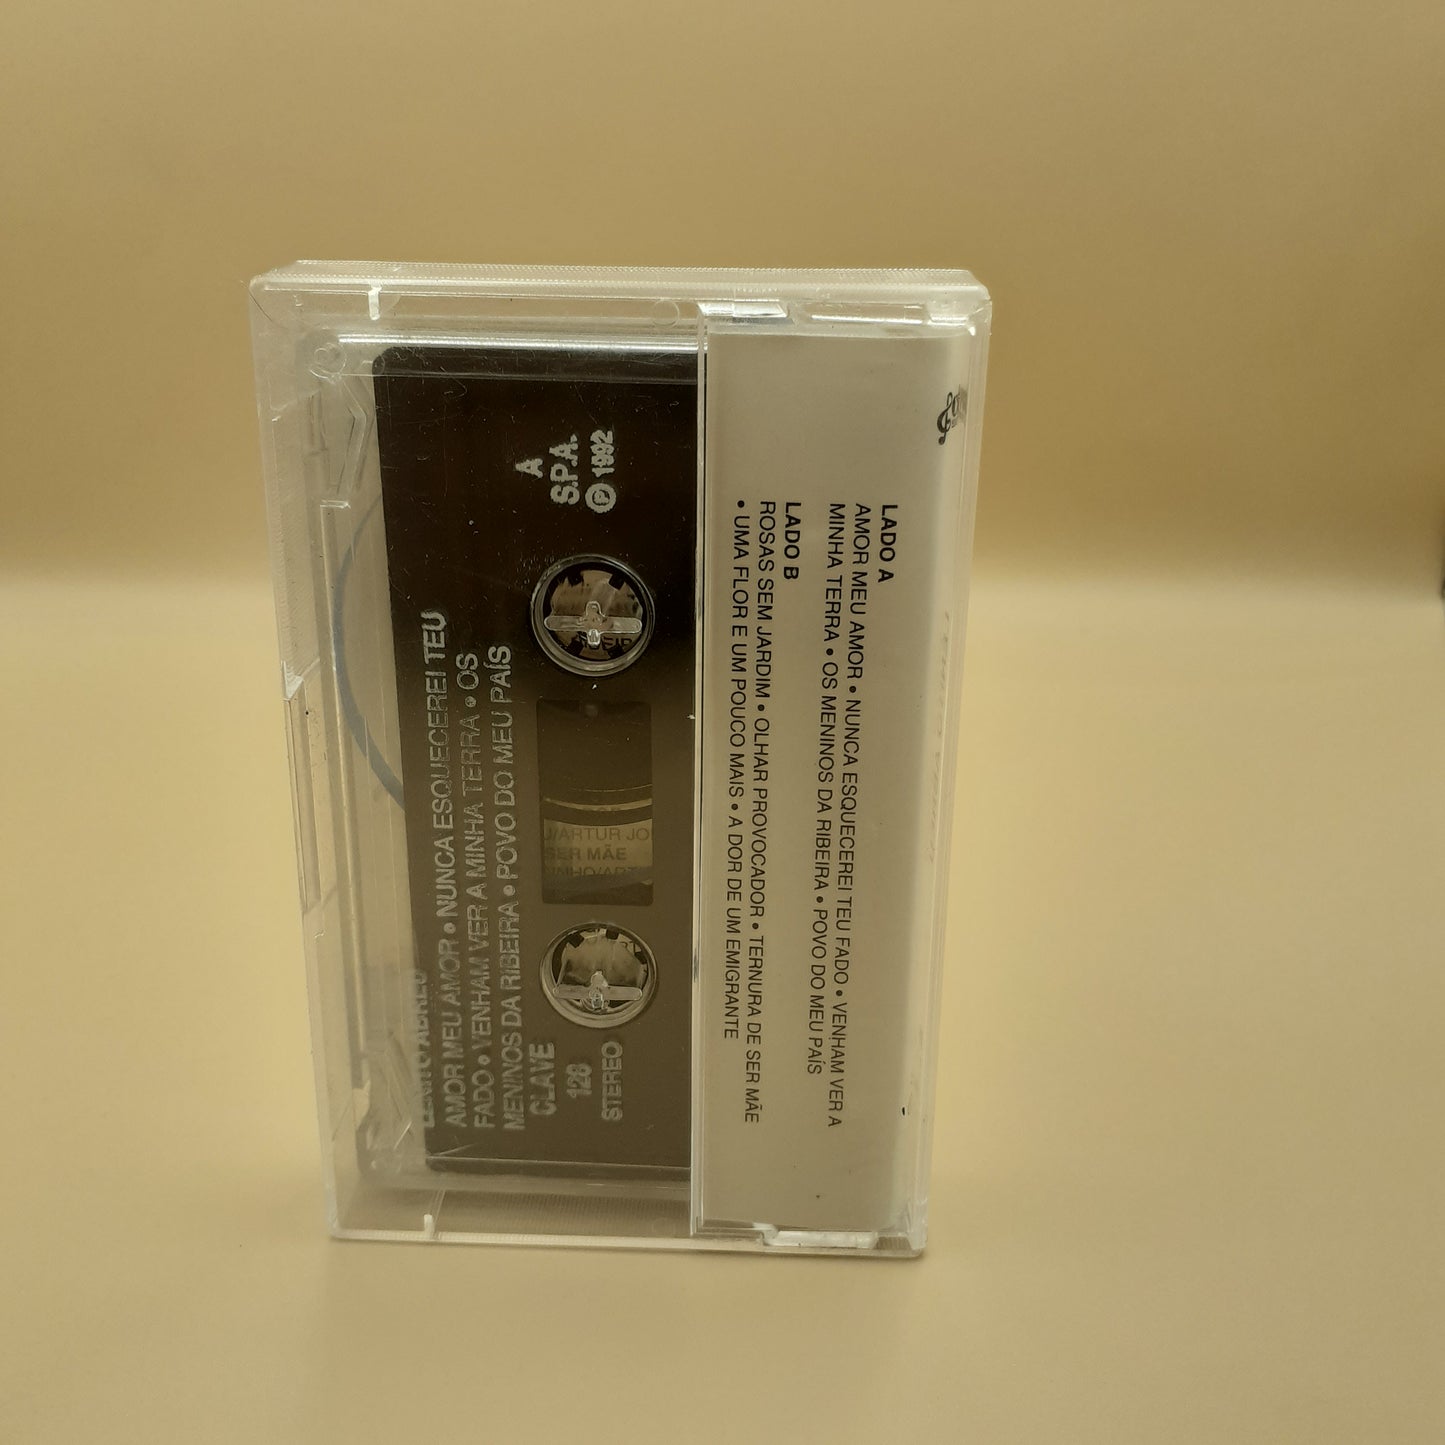 LADO A
AMOR MEU AMOR • NUNCA ESQUECEREI TEU FADO • VENHAM VER A
MINHA TERRA • OS MENINOS DA RIBEIRA • POVO DO MEU PAÍS
LADO B
ROSAS SEM JARDIM • OLHAR PROVOCADOR • TERNURA DE SER MÃE
• UMA FLOR E UM POUCO MAIS • A DOR DE UM EMIGRANTE
AMOR MEU AMOR • NUNCA ESQUECEREI TEU
FADO • VENHAM VER A MINHA TERRA • OS
MENINOS DA RIBEIRA • POVO DO MEU PAÍS
CLAVE
128
STEREO
A
S.P.A.
℗ 1992
/ARTUR
SER MÃE